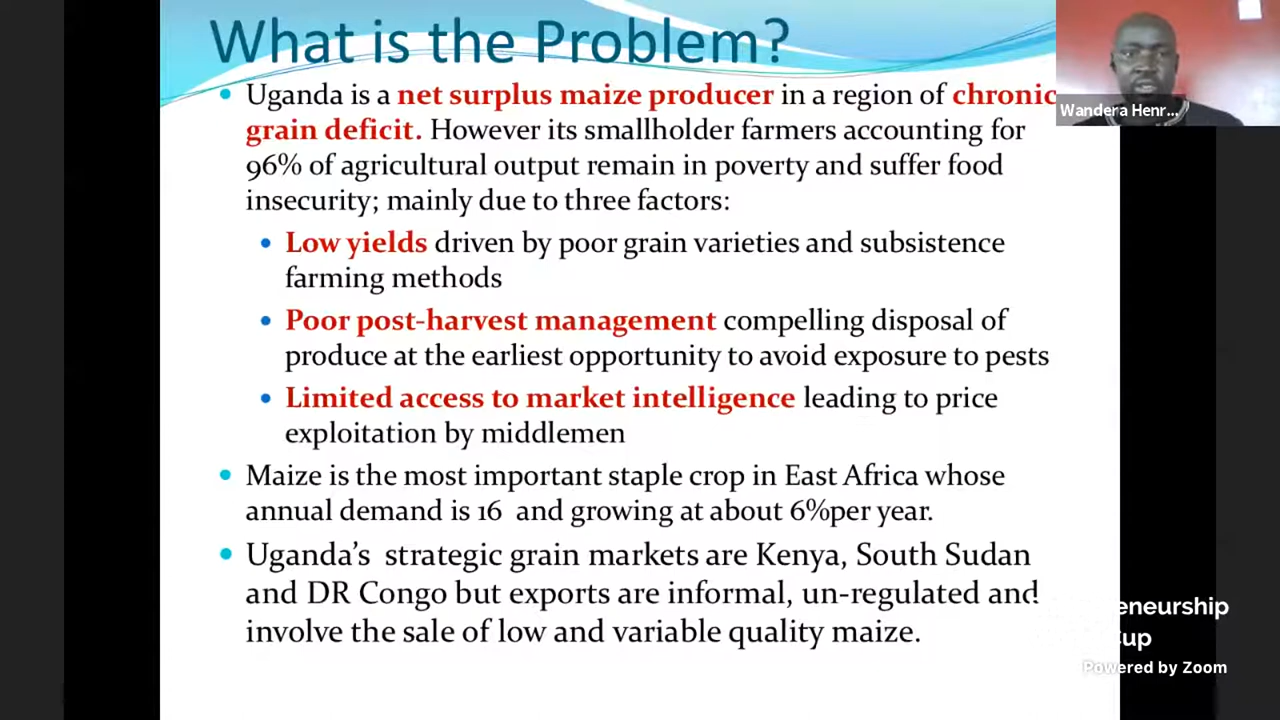 What is the Problem?
Uganda is a net surplus maize producer in a region of chronic
grain deficit. However its smallholder farmers accounting for
96% of agricultural output remain in poverty and suffer food
insecurity; mainly due to three factors:
Low yields driven by poor grain varieties and subsistence
farming methods
Poor post-harvest management compelling disposal of
produce at the earliest opportunity to avoid exposure to pests
Limited access to market intelligence leading to price
exploitation by middlemen
Maize is the most important staple crop in East Africa whose
annual demand is 16 and growing at about 6%per year.
Uganda's strategic grain markets are Kenya, South Sudan
and DR Congo but exports are informal, un-regulated and
involve the sale of low and variable quality maize.
Wandera Henr...
Powered by Zoom